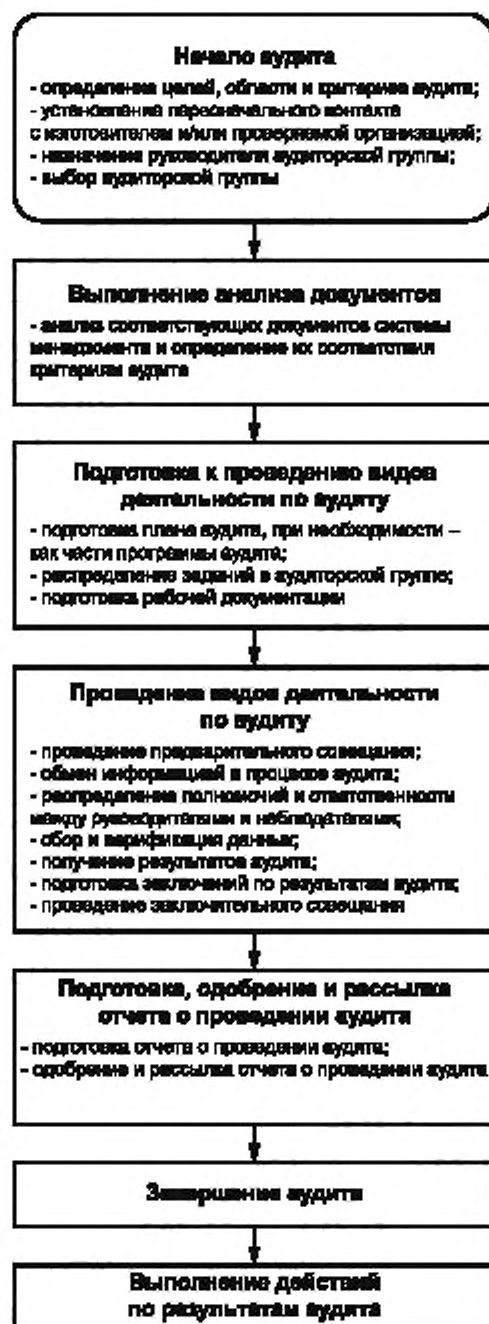 Начало аудита
- определение целей, области и критериев аудита;
- установление первоначального контакта
с изготовителем и/или проверяемой организацией;
- назначение руководителя аудиторской группы;
- выбор аудиторской группы
Выполнение анализа документов
- анализ соответствующих документов системы
менеджмента и определение их соответствия
критериям аудита
Подготовка к проведению видов
деятельности по аудиту
- подготовка плана аудита, при необходимости –
как части программы аудита;
- распределение заданий в аудиторской группе;
- подготовка рабочей документации
Проведение видов деятельности
по аудиту
- проведение предварительного совещания;
- обмен информацией в процессе аудита;
- распределение полномочий и ответственности
между руководителями и наблюдателями;
- сбор и верификация данных;
- получение результатов аудита;
- подготовка заключений по результатам аудита;
- проведение заключительного совещания
Подготовка, одобрение и рассылка
отчета о проведении аудита
- подготовка отчета о проведении аудита;
- одобрение и рассылка отчета о проведении аудита
Завершение аудита
Выполнение действий
по результатам аудита